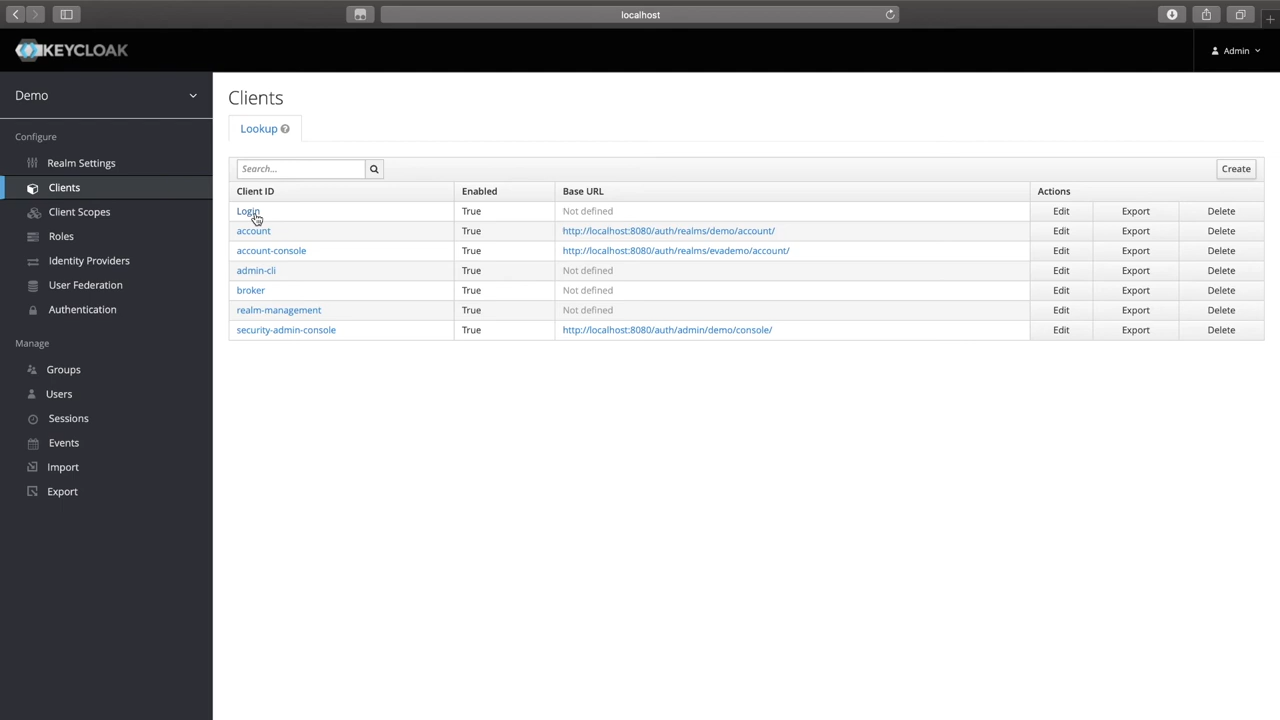 localhost
KEYCLOAK
Admin
Demo
Configure
Realm Settings
Clients
Client Scopes
Roles
Identity Providers
User Federation
Authentication
Manage
Groups
Users
Sessions
Events
Import
Export
Clients
Lookup ?
Search...
Create
Client ID Enabled Base URL Actions
Login True Not defined Edit Export Delete
account True http://localhost:8080/auth/realms/demo/account/ Edit Export Delete
account-console True http://localhost:8080/auth/realms/evademo/account/ Edit Export Delete
admin-cli True Not defined Edit Export Delete
broker True Not defined Edit Export Delete
realm-management True Not defined Edit Export Delete
security-admin-console True http://localhost:8080/auth/admin/demo/console/ Edit Export Delete